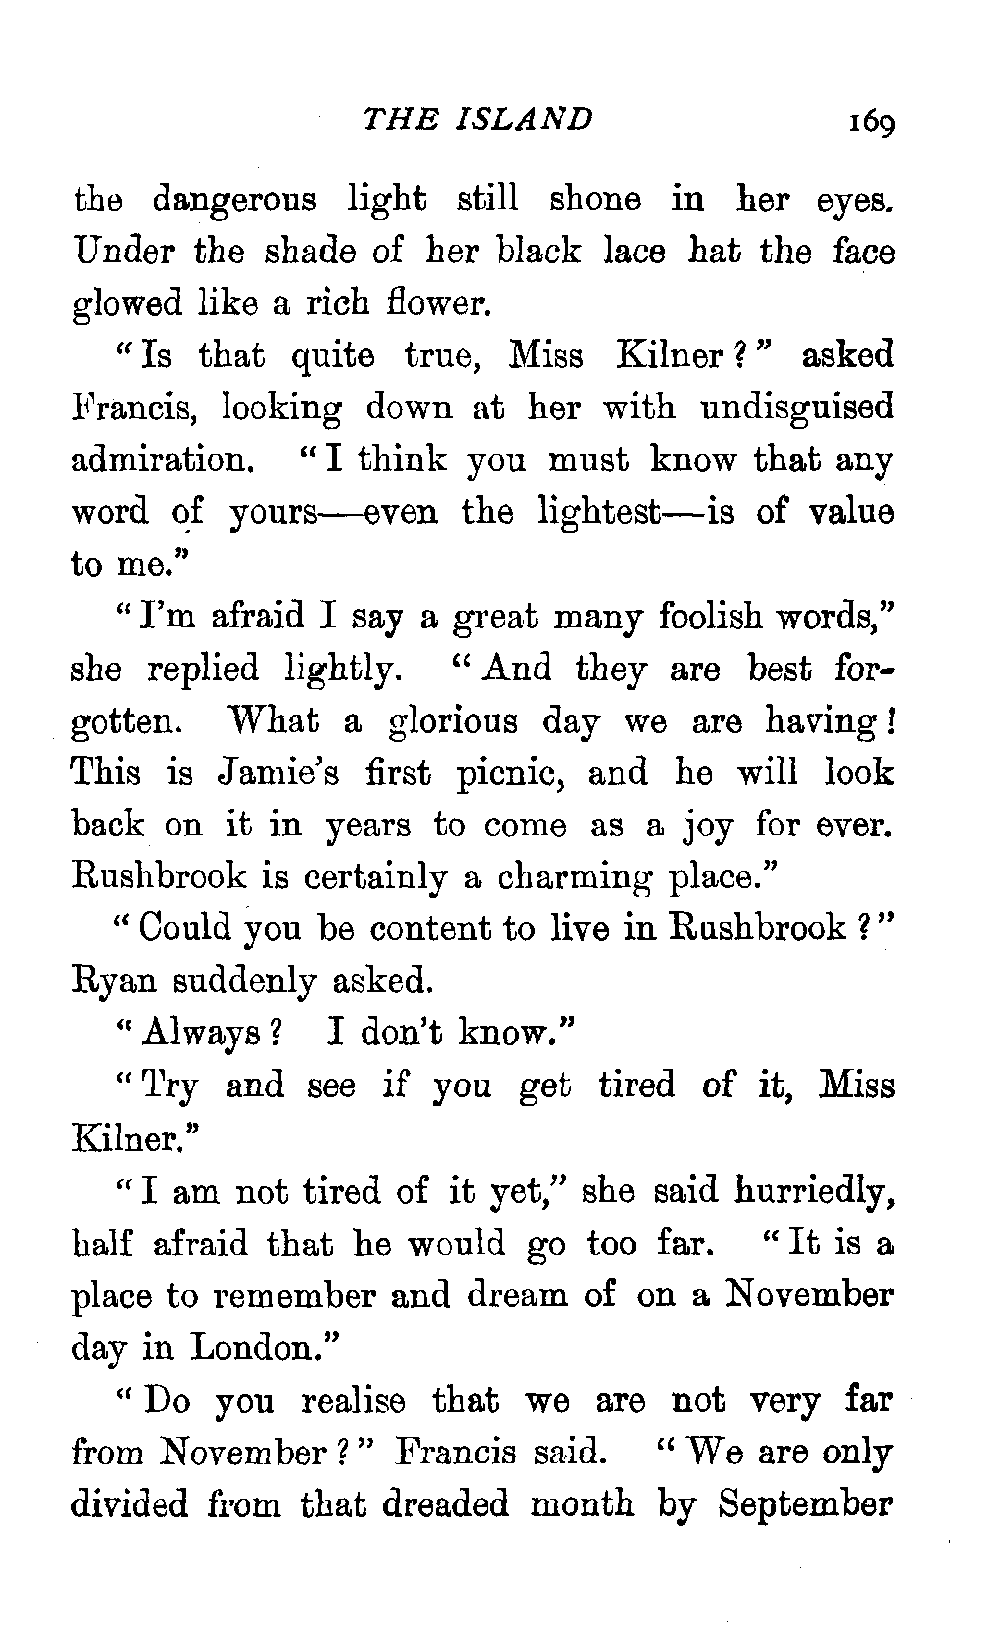 THE ISLAND 169
the dangerous light still shone in her eyes.
Under the shade of her black lace hat the face
glowed like a rich flower.
“Is that quite true, Miss Kilner?” asked
Francis, looking down at her with undisguised
admiration. “I think you must know that any
word of yours—even the lightest—is of value
to me.”
“I’m afraid I say a great many foolish words,”
she replied lightly. “And they are best for-
gotten. What a glorious day we are having!
This is Jamie’s first picnic, and he will look
back on it in years to come as a joy for ever.
Rushbrook is certainly a charming place.”
“Could you be content to live in Rushbrook?”
Ryan suddenly asked.
“Always? I don’t know.”
“Try and see if you get tired of it, Miss
Kilner.”
“I am not tired of it yet,” she said hurriedly,
half afraid that he would go too far. “It is a
place to remember and dream of on a November
day in London.”
“Do you realise that we are not very far
from November?” Francis said. “We are only
divided from that dreaded month by September